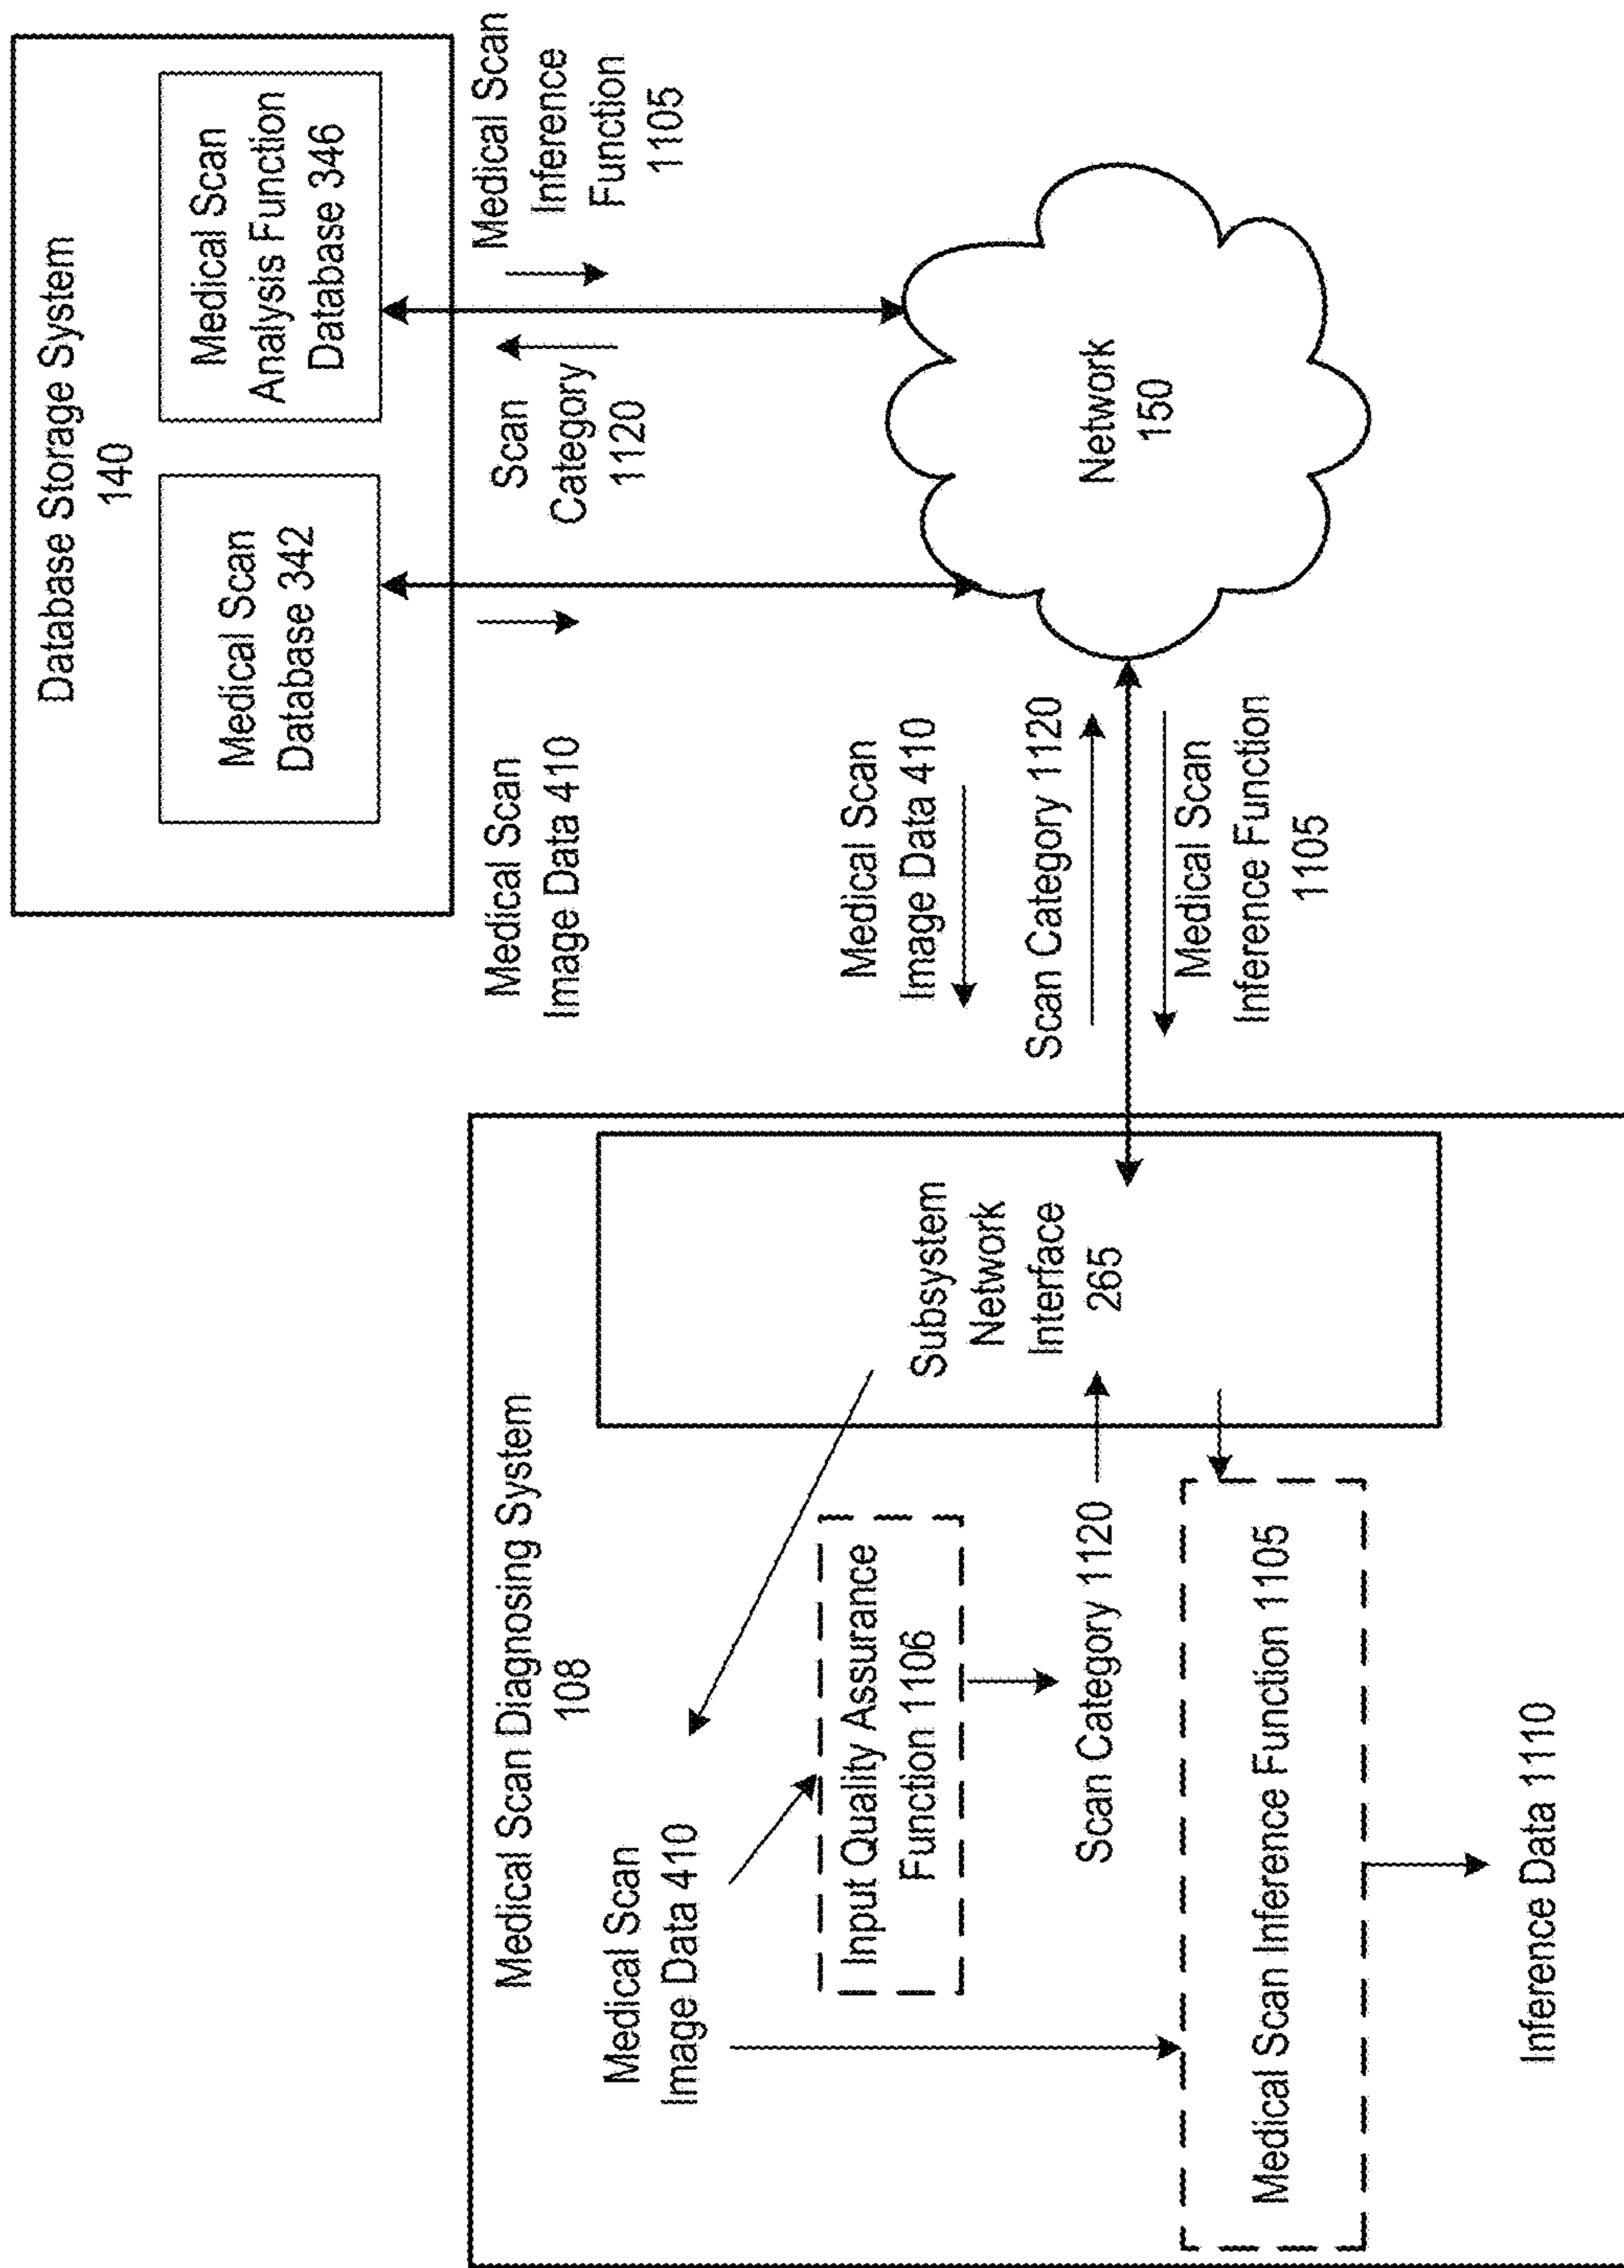 Database Storage System
140
Medical Scan
Database 342
Medical Scan
Analysis Function
Database 346
Medical Scan
Image Data 410
Scan
Category
1120
Medical Scan
Inference
Function
1105
Network
150
Medical Scan
Image Data 410
Scan Category 1120
Medical Scan
Inference Function
1105
Medical Scan Diagnosing System
108
Subsystem
Network
Interface
265
Medical Scan
Image Data 410
Input Quality Assurance
Function 1106
Scan Category 1120
Medical Scan Inference Function 1105
Inference Data 1110